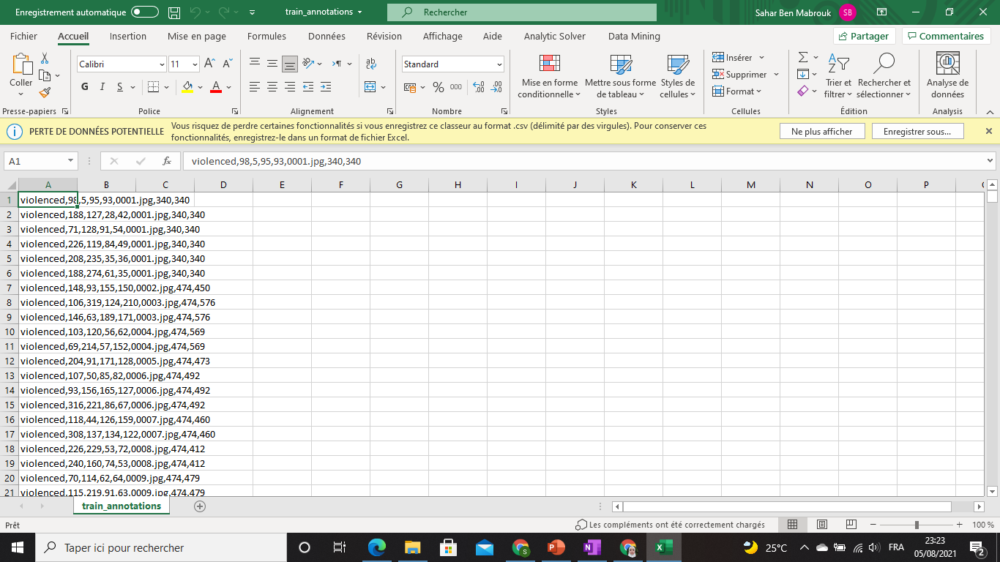 Enregistrement automatique
train_annotations
Rechercher
Sahar Ben Mabrouk
SB
Fichier Accueil Insertion Mise en page Formules Données Révision Affichage Aide Analytic Solver Data Mining
Partager
Commentaires
Coller
Presse-papiers
Calibri
11
G I S
A
Police
ab
Alignement
Standard
% 000
Nombre
Mise en forme
conditionnelle
Mettre sous forme
de tableau
Styles de
cellules
Styles
Insérer
Supprimer
Format
Cellules
Trier et
filtrer
Rechercher et
sélectionner
Édition
Analyse de
données
Analysis
PERTE DE DONNÉES POTENTIELLE
Vous risquez de perdre certaines fonctionnalités si vous enregistrez ce classeur au format .csv (délimité par des virgules). Pour conserver ces
fonctionnalités, enregistrez-le dans un format de fichier Excel.
Ne plus afficher
Enregistrer sous...
A1
fx
violenced,98,5,95,93,0001.jpg,340,340
A B C D E F G H I J K L M N O P
1 violenced,98,5,95,93,0001.jpg,340,340
2 violenced,188,127,28,42,0001.jpg,340,340
3 violenced,71,128,91,54,0001.jpg,340,340
4 violenced,226,119,84,49,0001.jpg,340,340
5 violenced,208,235,35,36,0001.jpg,340,340
6 violenced,188,274,61,35,0001.jpg,340,340
7 violenced,148,93,155,150,0002.jpg,474,450
8 violenced,106,319,124,210,0003.jpg,474,576
9 violenced,146,63,189,171,0003.jpg,474,576
10 violenced,103,120,56,62,0004.jpg,474,569
11 violenced,69,214,57,152,0004.jpg,474,569
12 violenced,204,91,171,128,0005.jpg,474,473
13 violenced,107,50,85,82,0006.jpg,474,492
14 violenced,93,156,165,127,0006.jpg,474,492
15 violenced,316,221,86,67,0006.jpg,474,492
16 violenced,118,44,126,159,0007.jpg,474,460
17 violenced,308,137,134,122,0007.jpg,474,460
18 violenced,226,229,53,72,0008.jpg,474,412
19 violenced,240,160,74,53,0008.jpg,474,412
20 violenced,70,114,62,64,0009.jpg,474,479
21 violenced,115,219,91,63,0009.jpg,474,479
train_annotations
Prêt
Les compléments ont été correctement chargés
100 %
Taper ici pour rechercher
25°C
FRA
23:23
05/08/2021
2